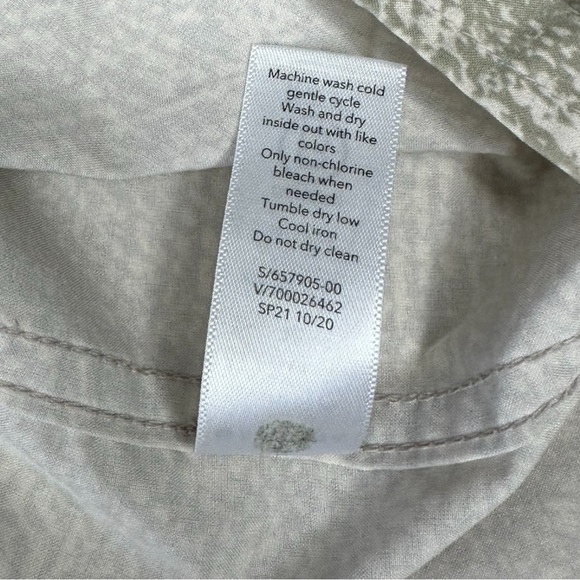 Machine wash cold
gentle cycle
Wash and dry
inside out with like
colors
Only non-chlorine
bleach when
needed
Tumble dry low
Cool iron
Do not dry clean
S/657905-00
V/700026462
SP21 10/20